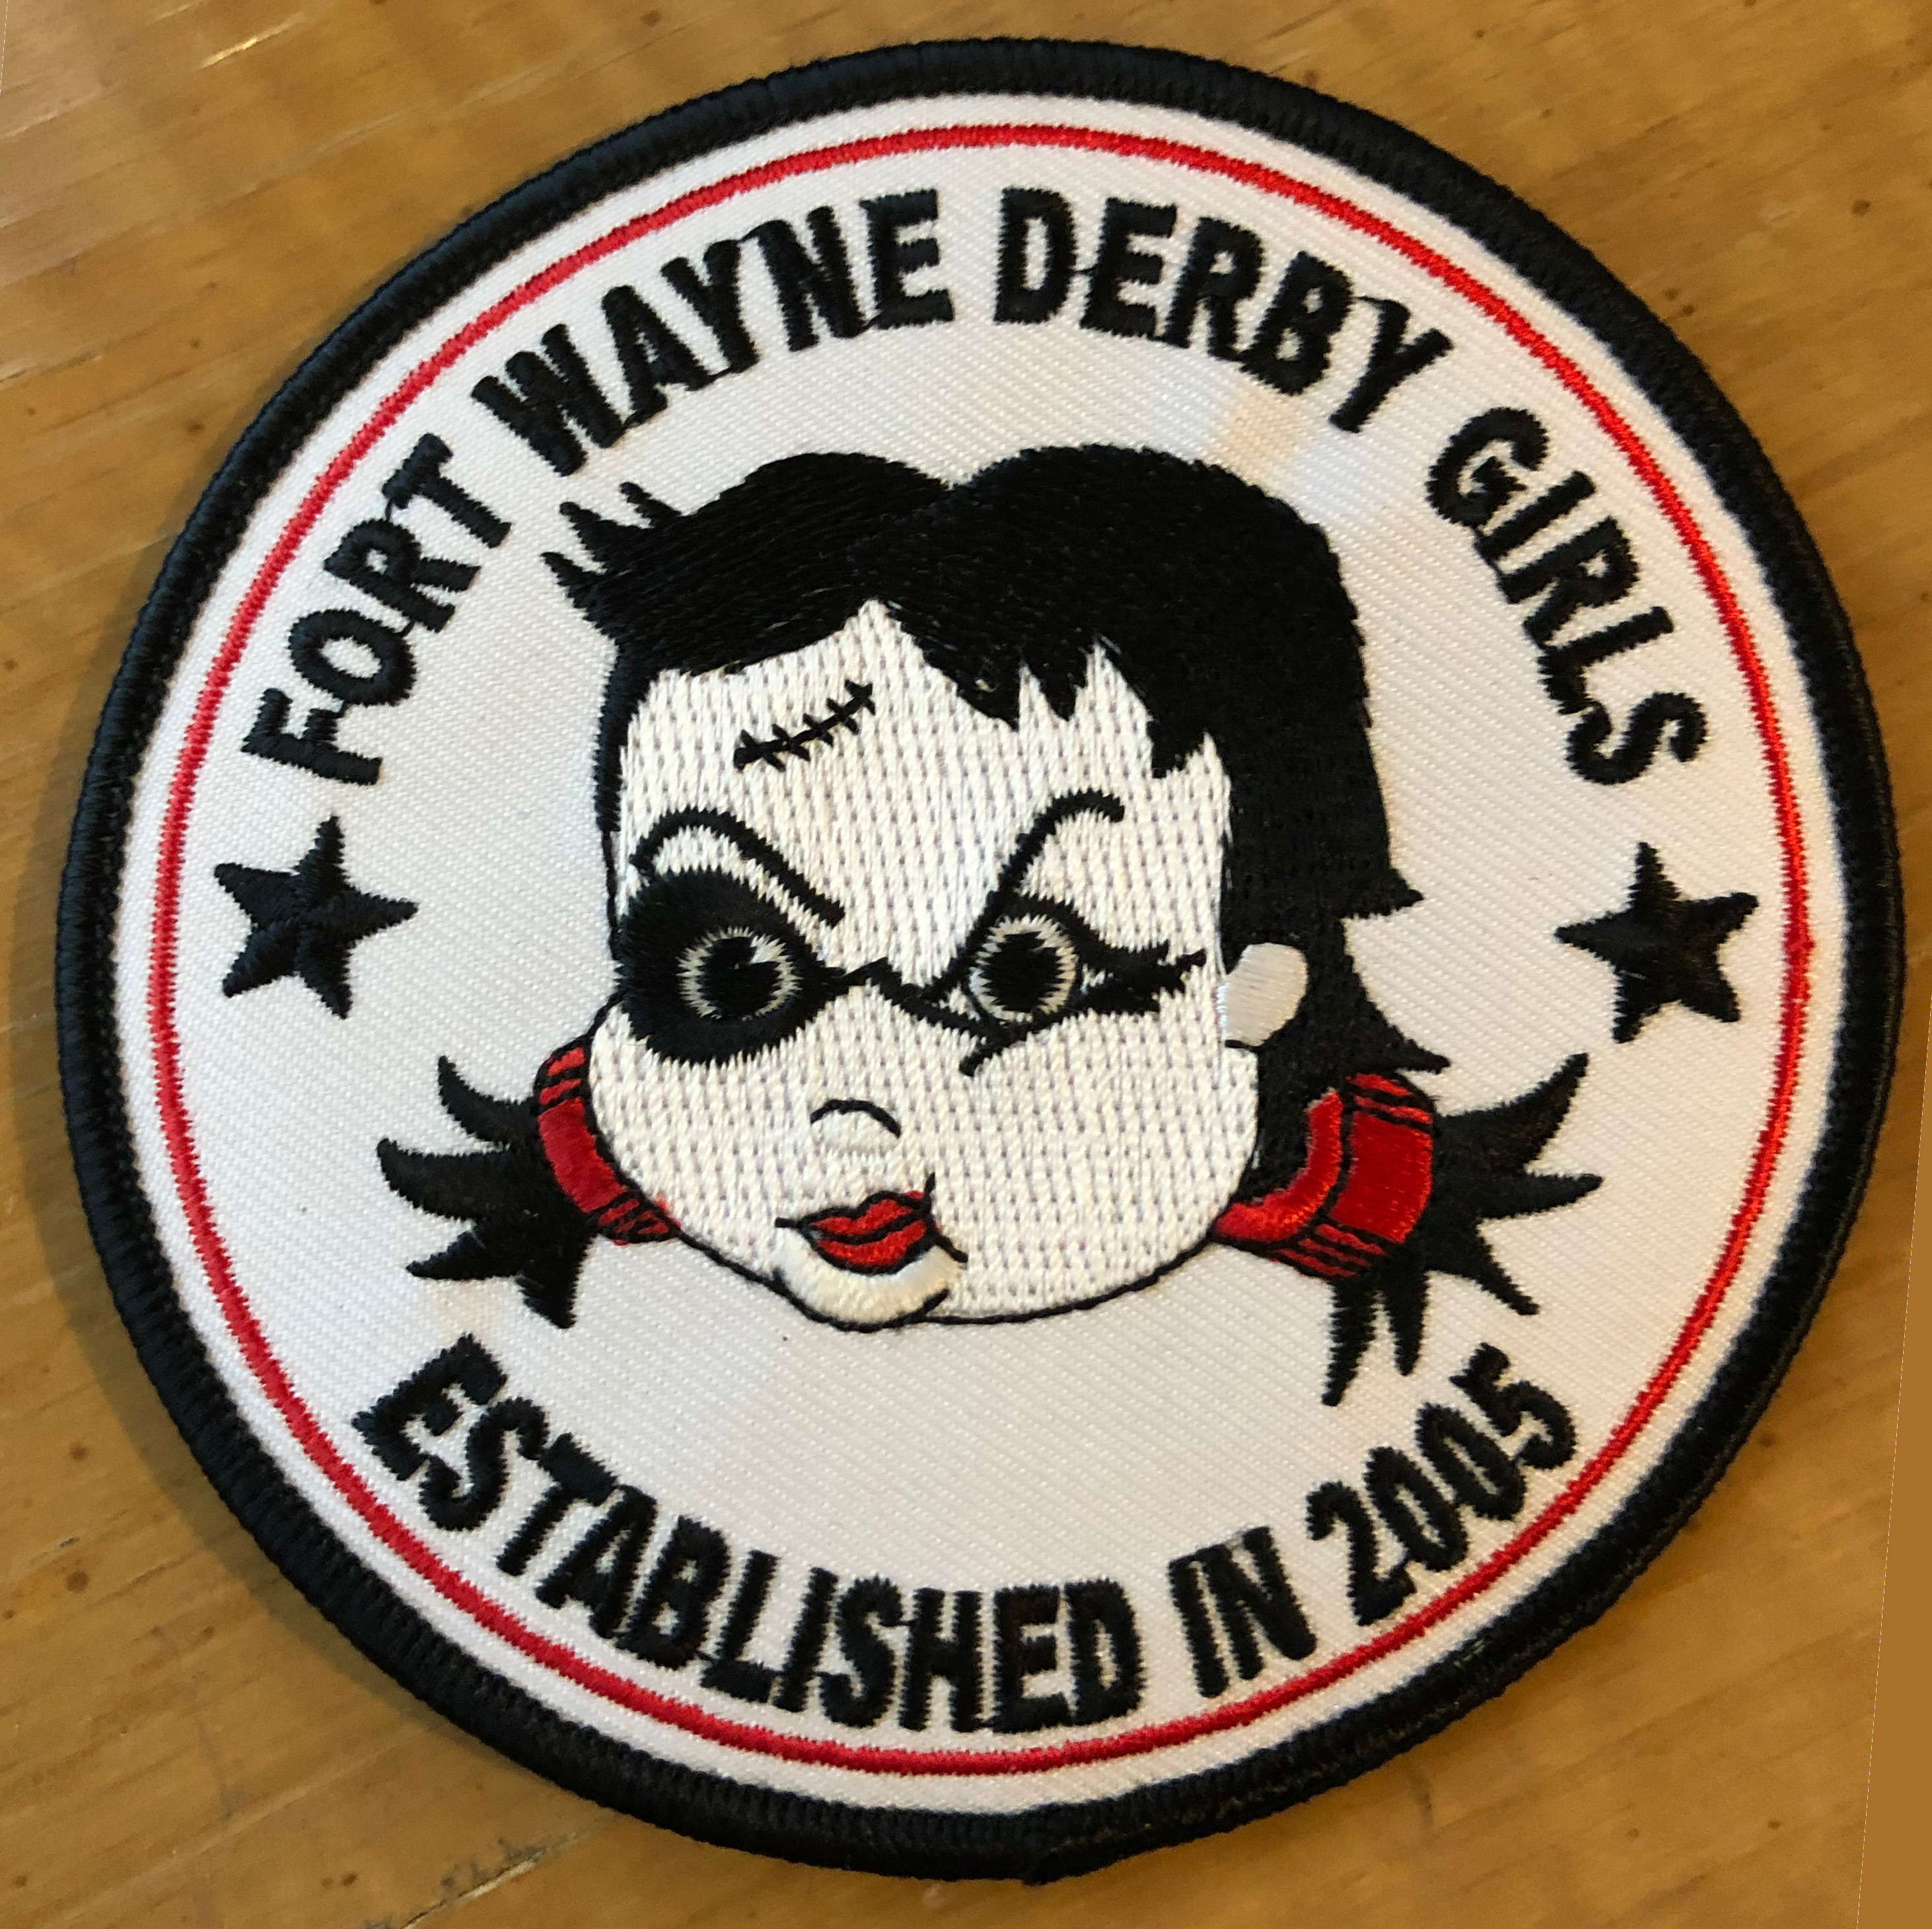 FORT WAYNE DERBY GIRLS
ESTABLISHED IN 2005